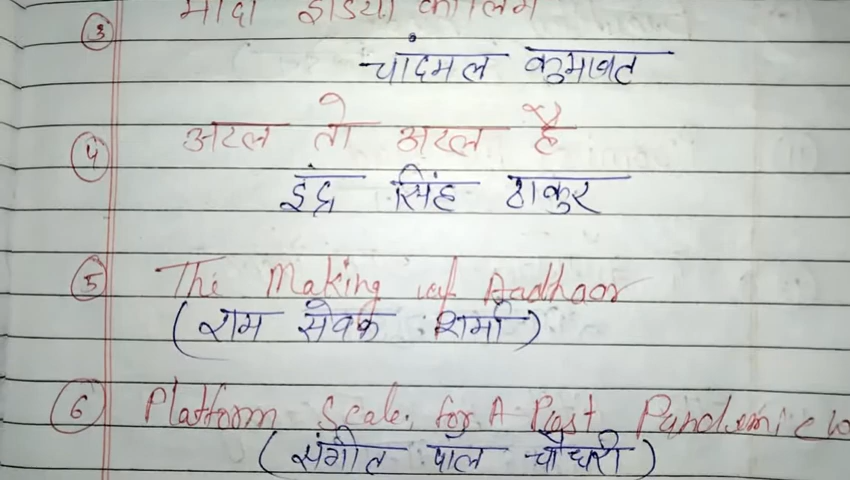 ③ मोदी इंडिया कॉलिंग
चांदमल कुमावत
④ अटल तो अटल है
इंद्र सिंह ठाकुर
⑤ The Making of Aadhaar
(राम सेवक शर्मा)
⑥ Platform Scale: for A Post Pandemic
(संगीत पॉल चौधरी)